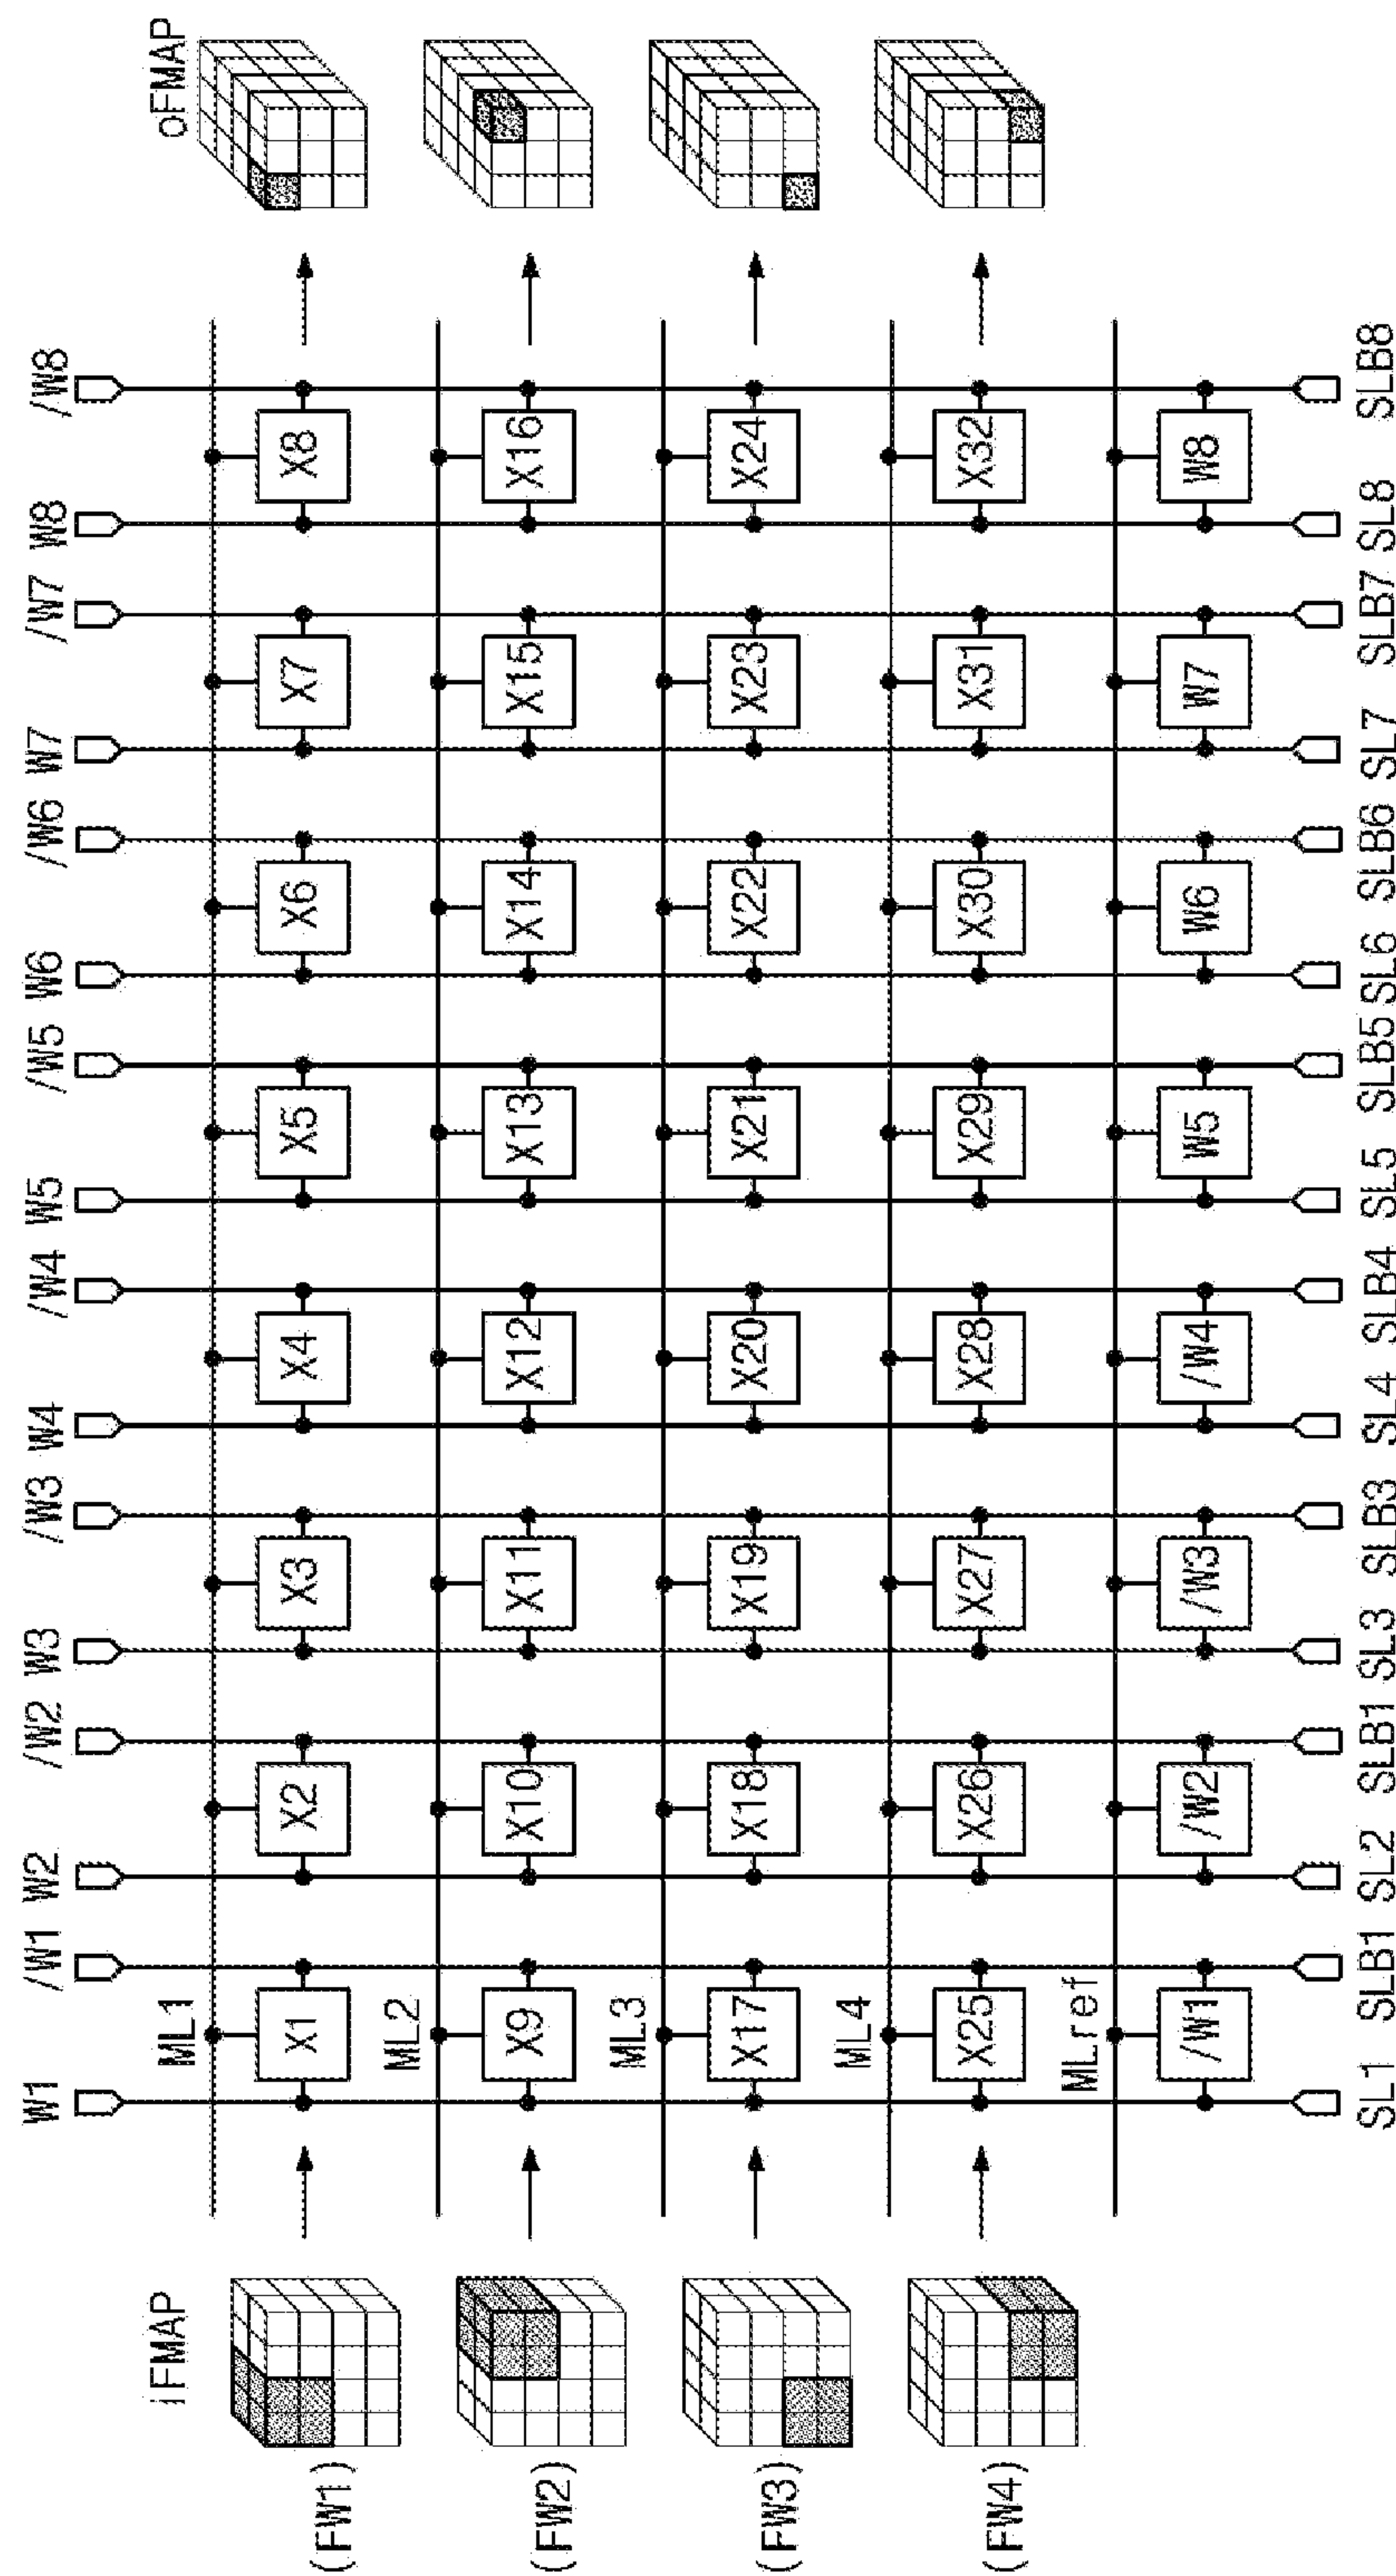 iFMAP
oFMAP
W1 /W1 W2 /W2 W3 /W3 W4 /W4 W5 /W5 W6 /W6 W7 /W7 W8 /W8
ML1
(FW1) X1 X2 X3 X4 X5 X6 X7 X8
ML2
(FW2) X9 X10 X11 X12 X13 X14 X15 X16
ML3
(FW3) X17 X18 X19 X20 X21 X22 X23 X24
ML4
(FW4) X25 X26 X27 X28 X29 X30 X31 X32
MLref
/W1 /W2 /W3 /W4 W5 W6 W7 W8
SL1 SLB1 SL2 SLB1 SL3 SLB3 SL4 SLB4 SL5 SLB5 SL6 SLB6 SL7 SLB7 SL8 SLB8